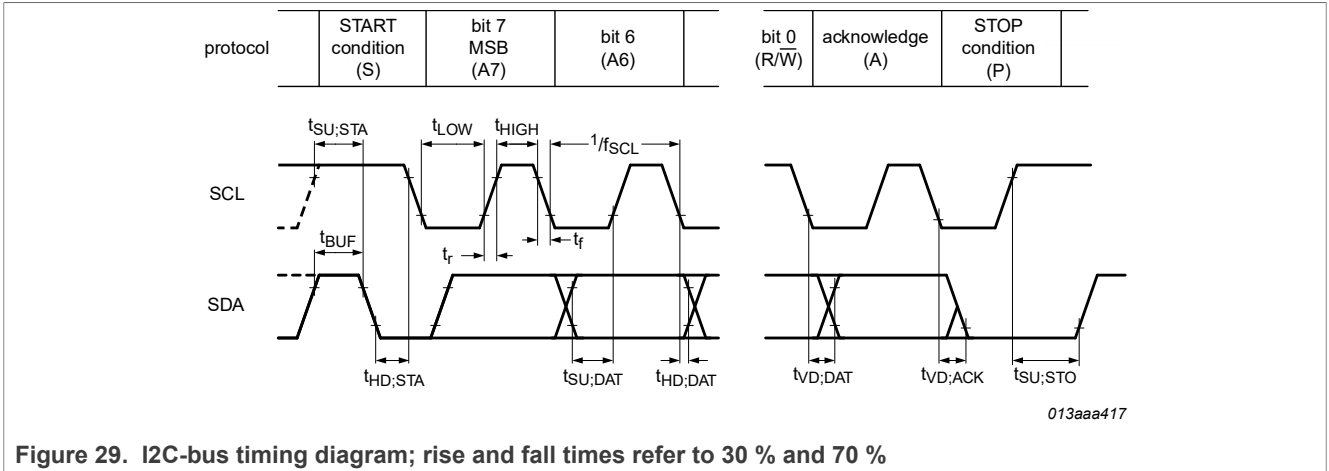 protocol
START
condition
(S)
bit 7
MSB
(A7)
bit 6
(A6)
bit 0
(R/W̅)
acknowledge
(A)
STOP
condition
(P)
tSU;STA
tLOW
tHIGH
1/fSCL
SCL
tBUF
tr
tf
SDA
tHD;STA
tSU;DAT
tHD;DAT
tVD;DAT
tVD;ACK
tSU;STO
013aaa417
Figure 29. I2C-bus timing diagram; rise and fall times refer to 30 % and 70 %